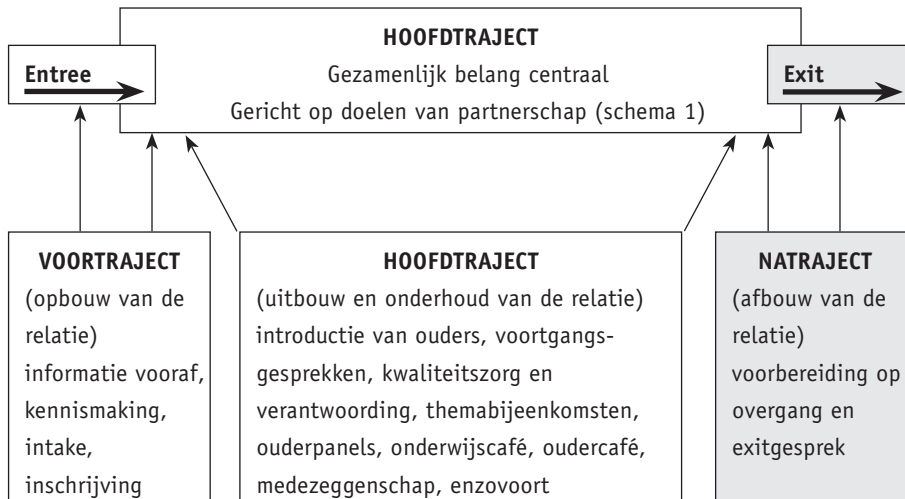 HOOFDTRAJECT
Gezamenlijk belang centraal
Gericht op doelen van partnerschap (schema 1)
Entree
Exit
VOORTRAJECT
(opbouw van de
relatie)
informatie vooraf,
kennismaking,
intake,
inschrijving
HOOFDTRAJECT
(uitbouw en onderhoud van de relatie)
introductie van ouders, voortgangs-
gesprekken, kwaliteitszorg en
verantwoording, themabijeenkomsten,
ouderpanels, onderwijscafé, oudercafé,
medezeggenschap, enzovoort
NATRAJECT
(afbouw van de
relatie)
voorbereiding op
overgang en
exitgesprek